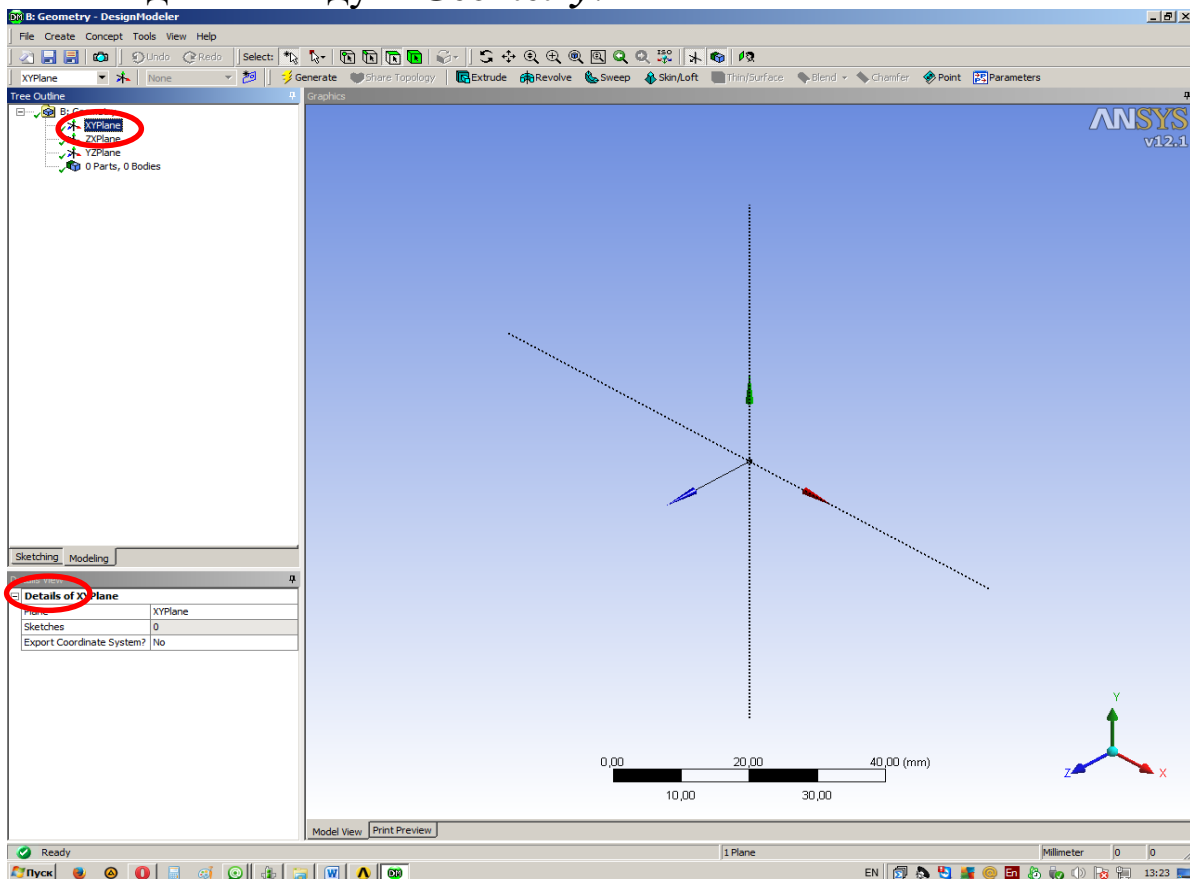 B: Geometry - DesignModeler
File Create Concept Tools View Help
Undo Redo Select:
XYPlane None Generate Share Topology Extrude Revolve Sweep Skin/Loft Thin/Surface Blend Chamfer Point Parameters
Tree Outline
Graphics
XYPlane
ZXPlane
YZPlane
0 Parts, 0 Bodies
ANSYS
v12.1
Sketching Modeling
Details of XYPlane
Plane XYPlane
Sketches 0
Export Coordinate System? No
0,00 20,00 40,00 (mm)
10,00 30,00
Y
Z X
Model View Print Preview
Ready 1 Plane Millimeter 0 0
Пуск EN En 13:23